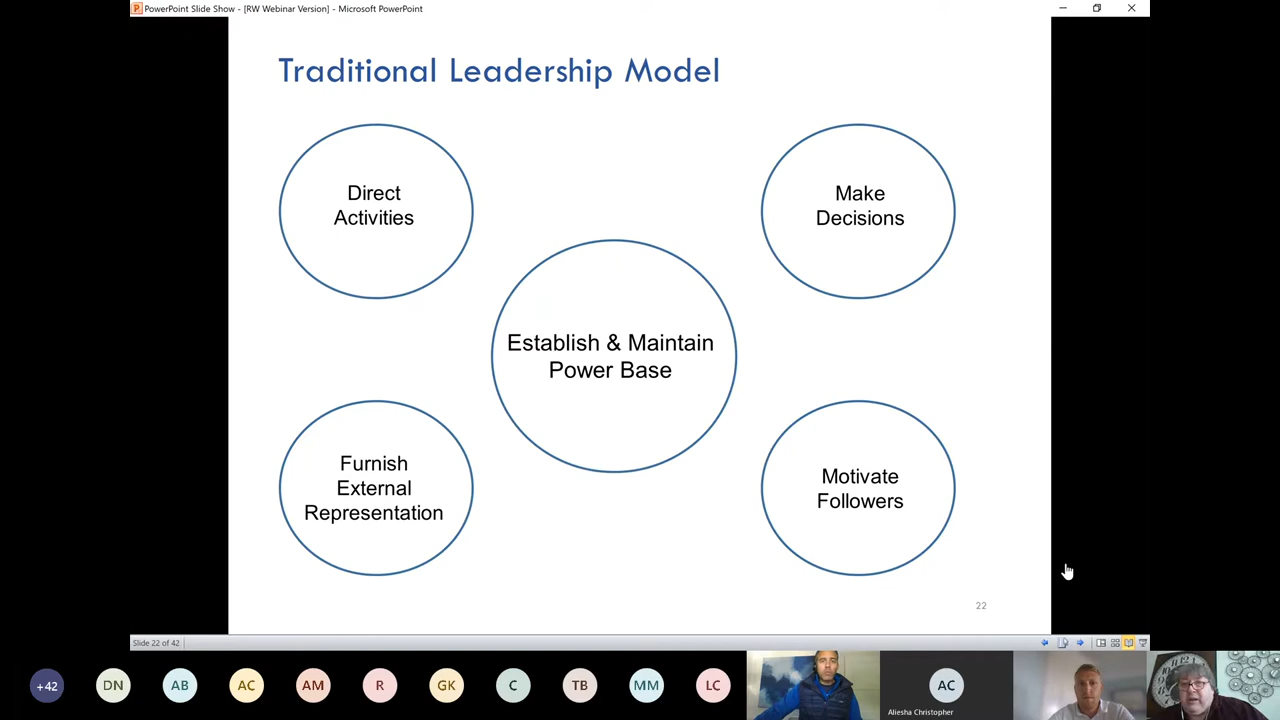 PowerPoint Slide Show - [RW Webinar Version] - Microsoft PowerPoint
Traditional Leadership Model
Direct
Activities
Make
Decisions
Establish & Maintain
Power Base
Furnish
External
Representation
Motivate
Followers
22
Slide 22 of 42
+42
DN
AB
AC
AM
R
GK
C
TB
MM
LC
AC
Aliesha Christopher